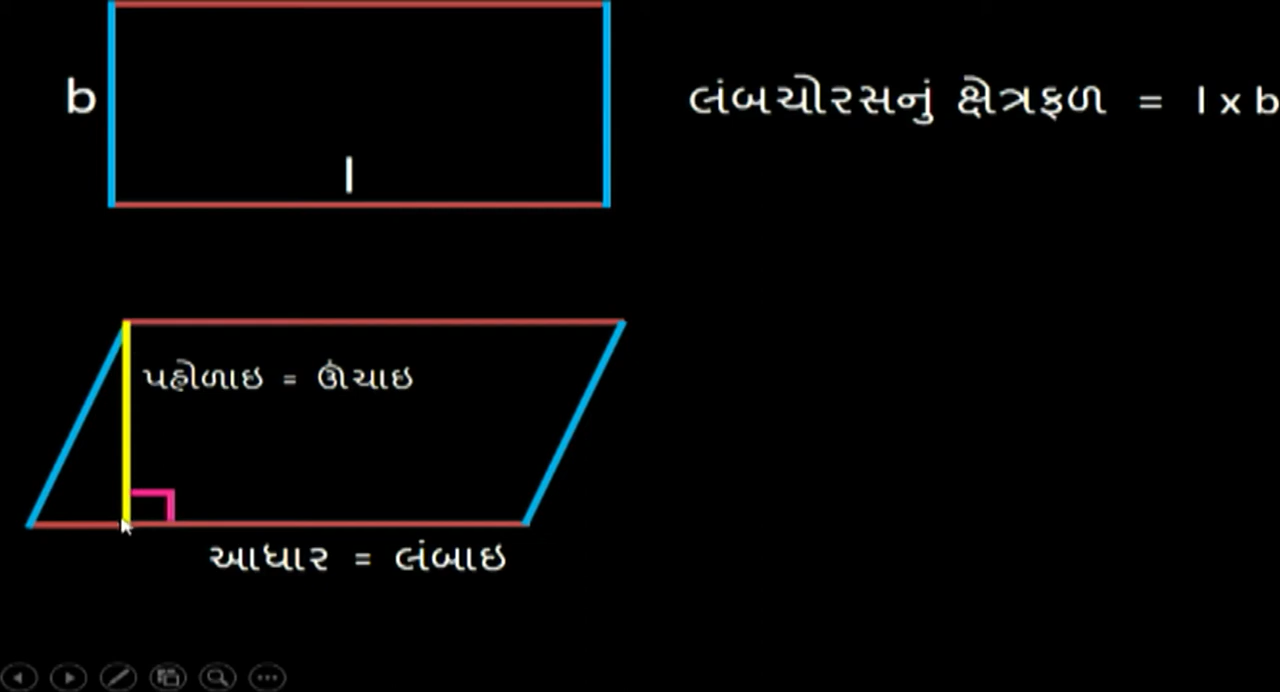 b
લંબચોરસનું ક્ષેત્રફળ = l x b
l
પહોળાઇ = ઊંચાઇ
આધાર = લંબાઇ